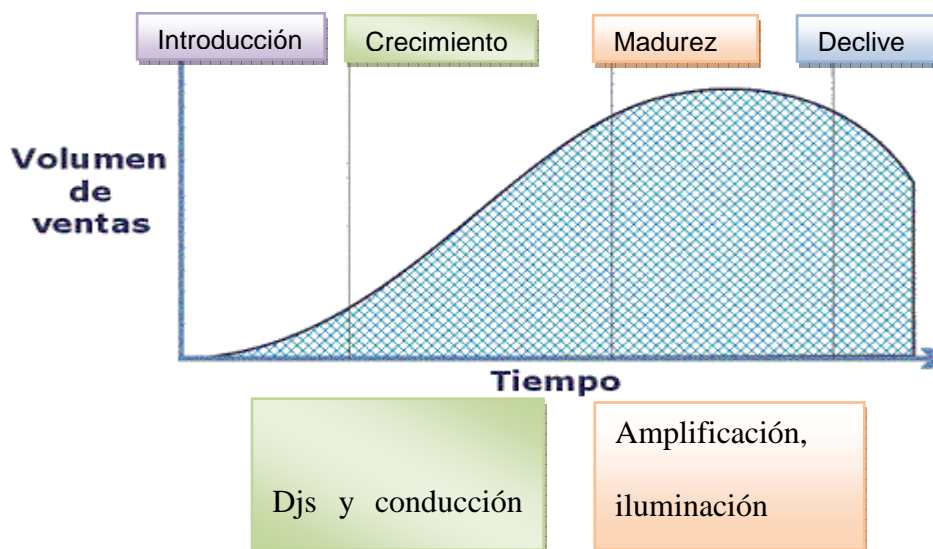 Introducción
Crecimiento
Madurez
Declive
Volumen
de
ventas
Tiempo
Djs y conducción
Amplificación,
iluminación